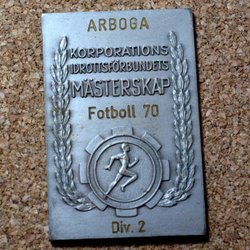 ARBOGA
KORPORATIONS
IDROTTSFÖRBUNDETS
MÄSTERSKAP
Fotboll 70
Div. 2